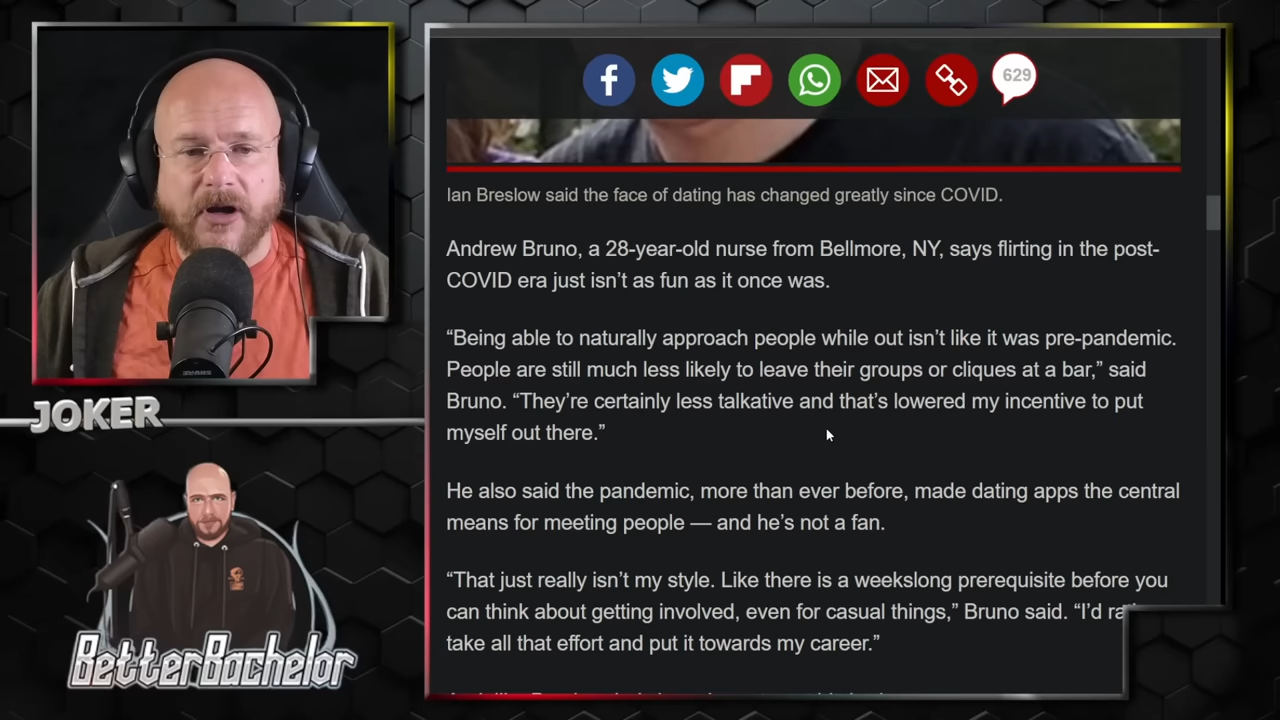 629
Ian Breslow said the face of dating has changed greatly since COVID.
Andrew Bruno, a 28-year-old nurse from Bellmore, NY, says flirting in the post-
COVID era just isn’t as fun as it once was.
“Being able to naturally approach people while out isn’t like it was pre-pandemic.
People are still much less likely to leave their groups or cliques at a bar,” said
Bruno. “They’re certainly less talkative and that’s lowered my incentive to put
myself out there.”
He also said the pandemic, more than ever before, made dating apps the central
means for meeting people — and he’s not a fan.
“That just really isn’t my style. Like there is a weekslong prerequisite before you
can think about getting involved, even for casual things,” Bruno said. “I’d
take all that effort and put it towards my career.”
JOKER
BetterBachelor